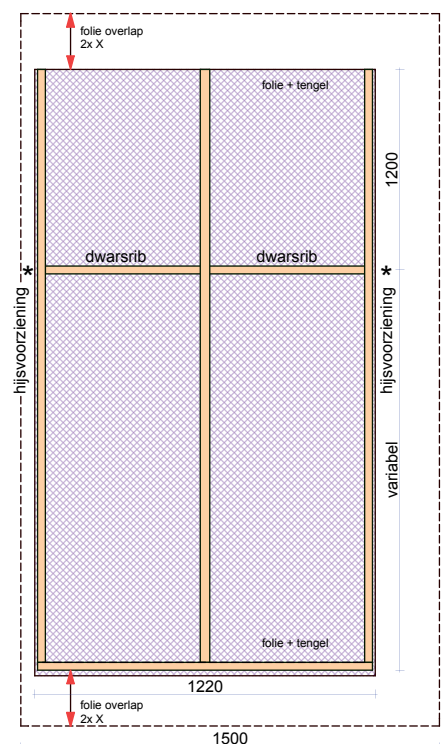 folie overlap
2x X
folie + tengel
1200
dwarsrib
dwarsrib
* hijsvoorziening
* hijsvoorziening
variabel
folie + tengel
1220
folie overlap
2x X
1500